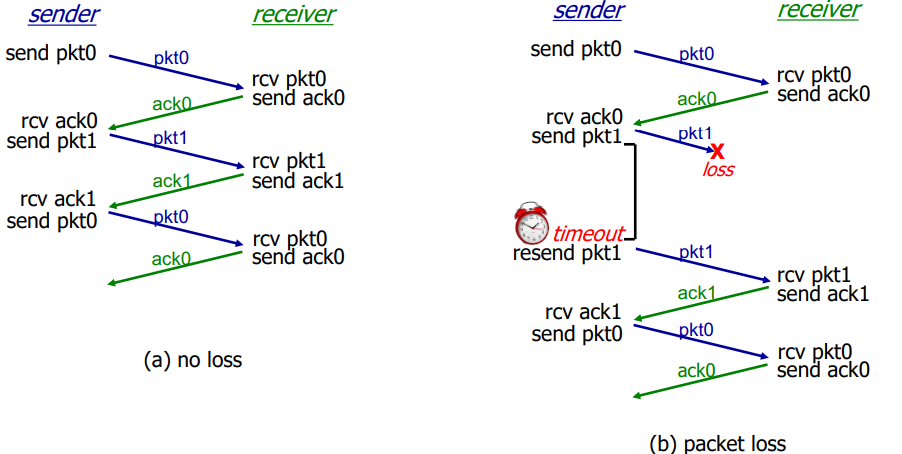 sender
receiver
send pkt0
pkt0
rcv pkt0
send ack0
ack0
rcv ack0
send pkt1
pkt1
rcv pkt1
send ack1
ack1
rcv ack1
send pkt0
pkt0
rcv pkt0
send ack0
ack0
(a) no loss
sender
receiver
send pkt0
pkt0
rcv pkt0
send ack0
ack0
rcv ack0
send pkt1
pkt1
X
loss
timeout
resend pkt1
pkt1
rcv pkt1
send ack1
ack1
rcv ack1
send pkt0
pkt0
rcv pkt0
send ack0
ack0
(b) packet loss